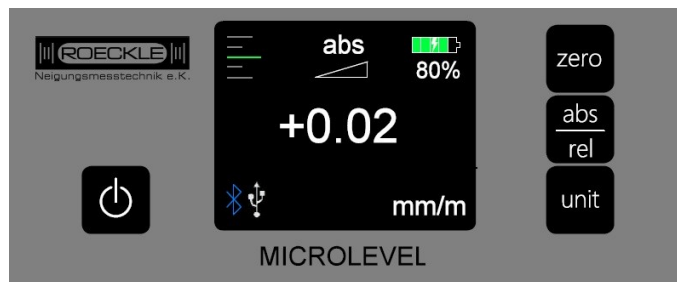 ROECKLE
Neigungsmesstechnik e.K.
abs
80%
+0.02
mm/m
zero
abs
rel
unit
MICROLEVEL